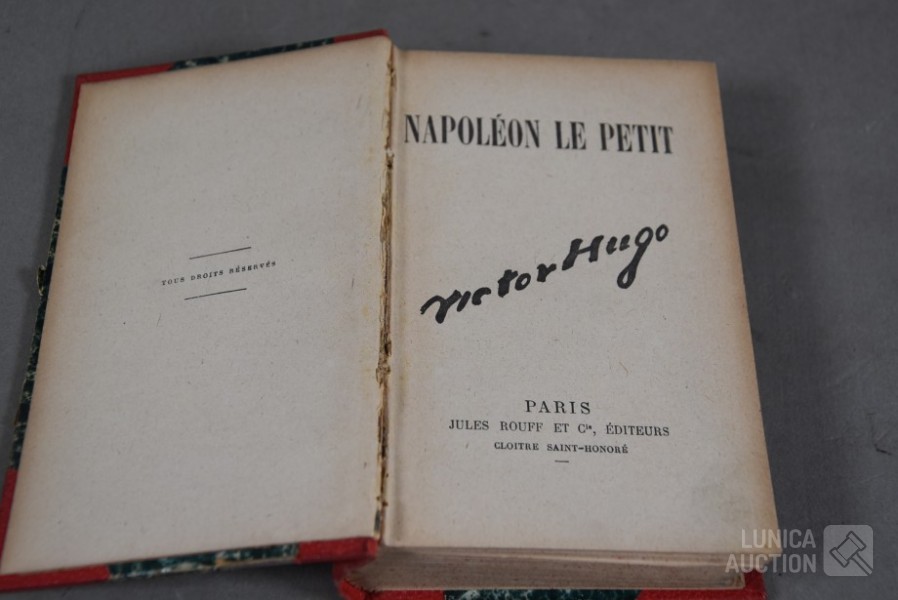 TOUS DROITS RÉSERVÉS
NAPOLÉON LE PETIT
Victor Hugo
PARIS
JULES ROUFF ET Cie, ÉDITEURS
CLOITRE SAINT-HONORÉ
LUNICA
AUCTION